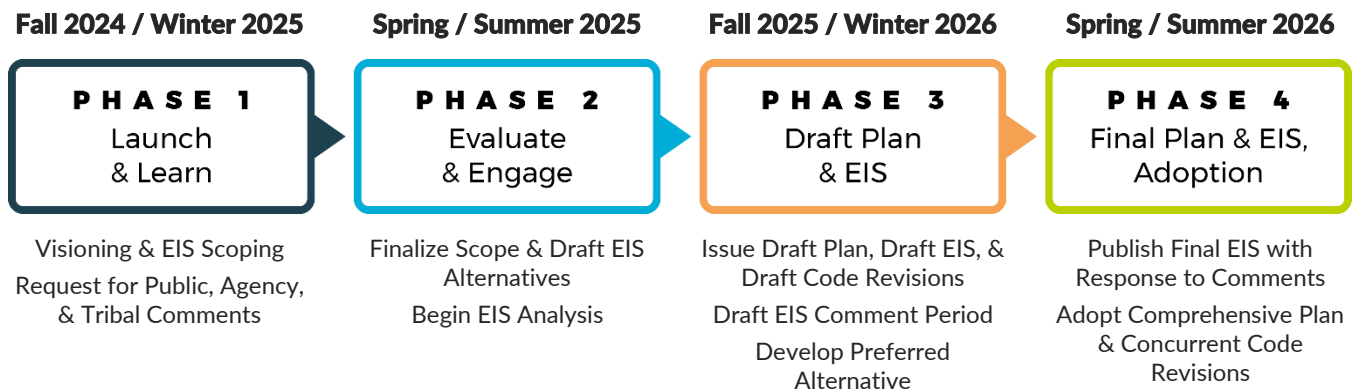 Fall 2024 / Winter 2025
PHASE 1
Launch
& Learn
Visioning & EIS Scoping
Request for Public, Agency,
& Tribal Comments
Spring / Summer 2025
PHASE 2
Evaluate
& Engage
Finalize Scope & Draft EIS
Alternatives
Begin EIS Analysis
Fall 2025 / Winter 2026
PHASE 3
Draft Plan
& EIS
Issue Draft Plan, Draft EIS, &
Draft Code Revisions
Draft EIS Comment Period
Develop Preferred
Alternative
Spring / Summer 2026
PHASE 4
Final Plan & EIS,
Adoption
Publish Final EIS with
Response to Comments
Adopt Comprehensive Plan
& Concurrent Code
Revisions